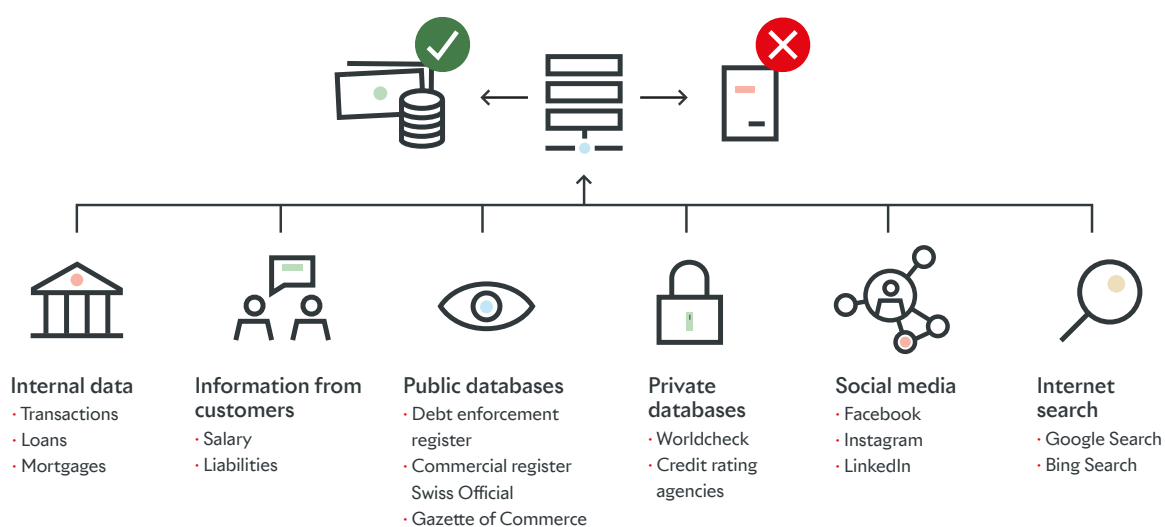 Internal data
· Transactions
· Loans
· Mortgages
Information from
customers
· Salary
· Liabilities
Public databases
· Debt enforcement
register
· Commercial register
Swiss Official
· Gazette of Commerce
Private
databases
· Worldcheck
· Credit rating
agencies
Social media
· Facebook
· Instagram
· LinkedIn
Internet
search
· Google Search
· Bing Search